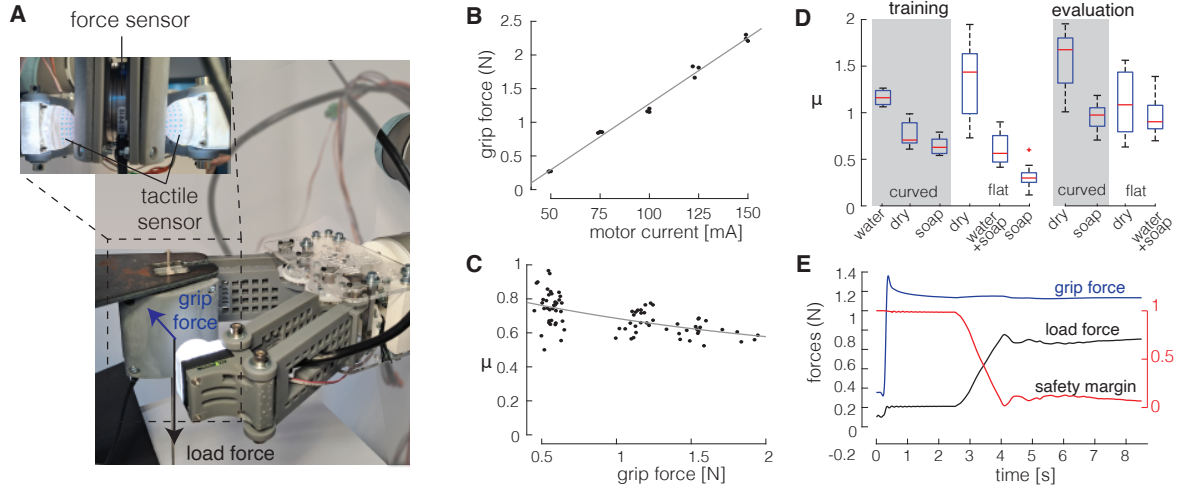 A
force sensor
tactile
sensor
grip
force
load force
B
grip force (N)
2.5
2
1.5
1
0.5
0
50
75
100
125
150
motor current [mA]
C
μ
1
0.8
0.6
0.4
0.2
0
0.5
1
1.5
2
grip force [N]
D
training
evaluation
μ
2
1.5
1
0.5
0
curved
flat
curved
flat
water
dry
soap
dry
water
+soap
soap
dry
soap
dry
water
+soap
E
forces (N)
1.4
1.2
1.0
0.8
0.6
0.4
0.2
0
-0.2
grip force
load force
safety margin
1
0.5
0
0
1
2
3
4
5
6
7
8
time [s]